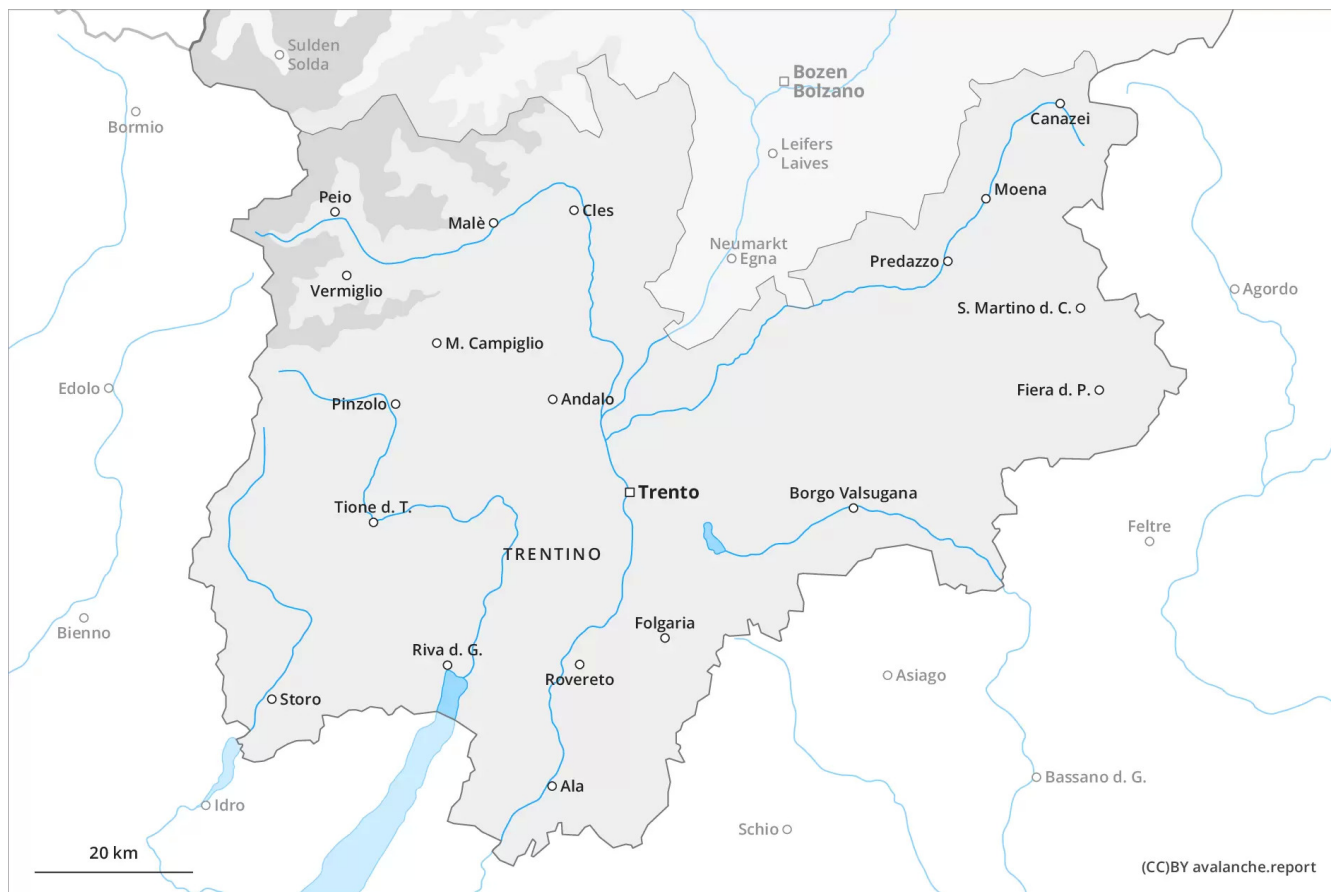 Sulden
Solda
Bozen
Bolzano
Bormio
Canazei
Leifers
Laives
Peio
Moena
Malè
Cles
Neumarkt
Egna
Predazzo
Vermiglio
Agordo
S. Martino d. C.
M. Campiglio
Edolo
Fiera d. P.
Pinzolo
Andalo
Trento
Borgo Valsugana
Tione d. T.
Feltre
TRENTINO
Bienno
Folgaria
Riva d. G.
Rovereto
Asiago
Storo
Bassano d. G.
Ala
Idro
Schio
20 km
(CC)BY avalanche.report